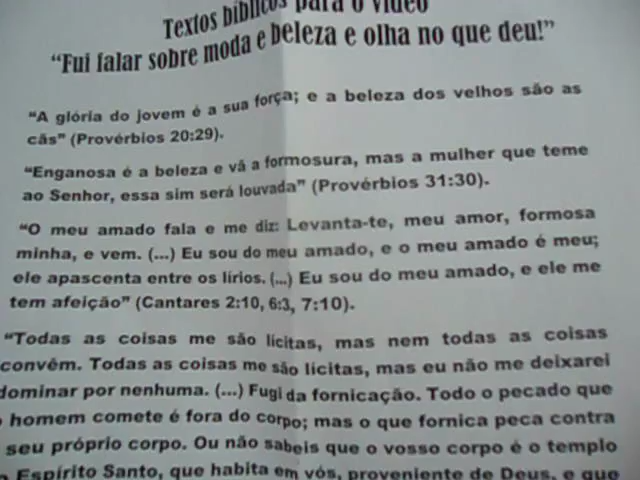 Textos bíblicos para o vídeo
“Fui falar sobre moda e beleza e olha no que deu!”
“A glória do jovem é a sua força; e a beleza dos velhos são as
cãs” (Provérbios 20:29).
“Enganosa é a beleza e vã a formosura, mas a mulher que teme
ao Senhor, essa sim será louvada” (Provérbios 31:30).
“O meu amado fala e me diz: Levanta-te, meu amor, formosa
minha, e vem. (...) Eu sou do meu amado, e o meu amado é meu;
ele apascenta entre os lírios. (...) Eu sou do meu amado, e ele me
tem afeição” (Cantares 2:10, 6:3, 7:10).
“Todas as coisas me são lícitas, mas nem todas as coisas
convêm. Todas as coisas me são lícitas, mas eu não me deixarei
dominar por nenhuma. (...) Fugi da fornicação. Todo o pecado que
o homem comete é fora do corpo; mas o que fornica peca contra
seu próprio corpo. Ou não sabeis que o vosso corpo é o templo
Espírito Santo, que habita em vós, proveniente de Deus, e que